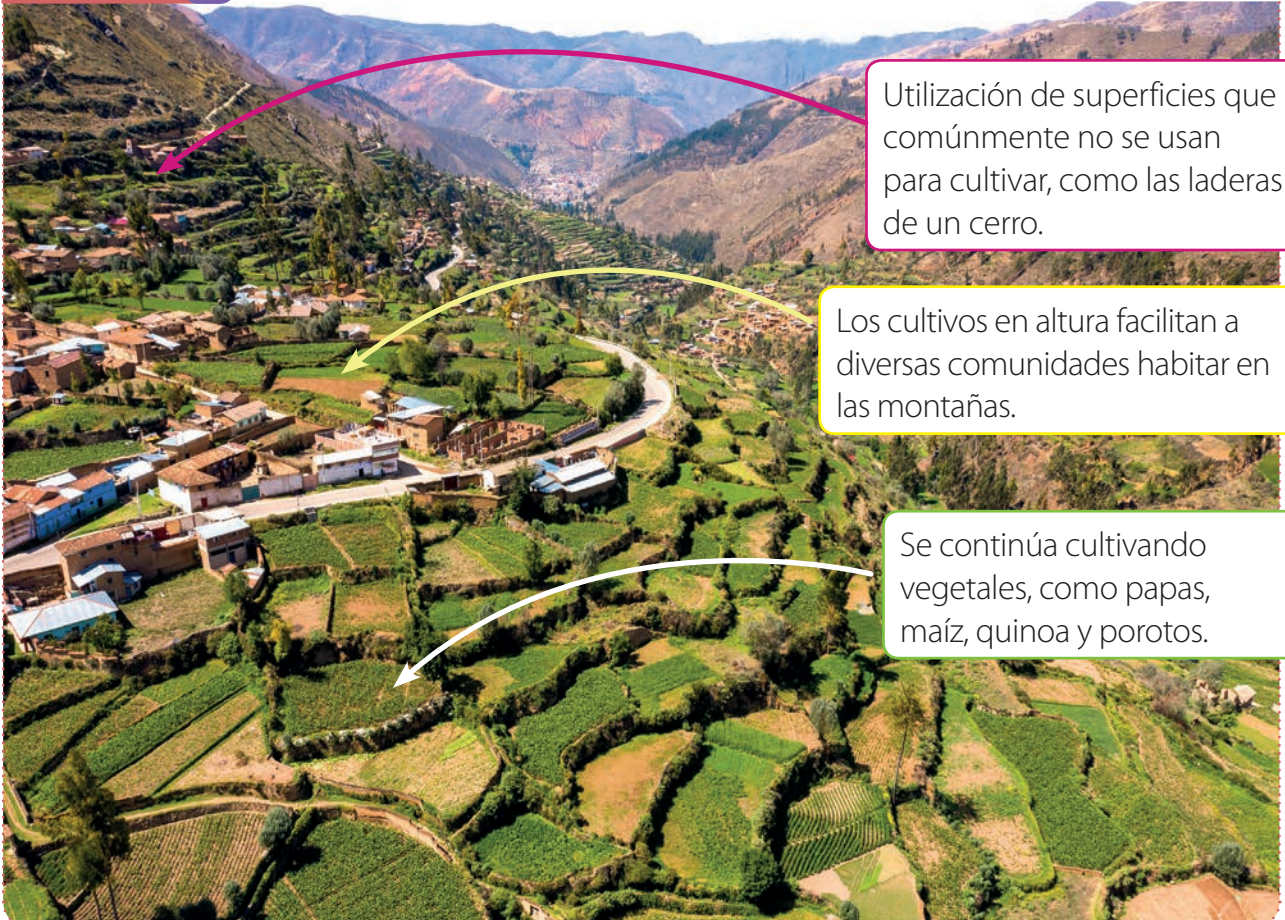 Utilización de superficies que
comúnmente no se usan
para cultivar, como las laderas
de un cerro.
Los cultivos en altura facilitan a
diversas comunidades habitar en
las montañas.
Se continúa cultivando
vegetales, como papas,
maíz, quinoa y porotos.